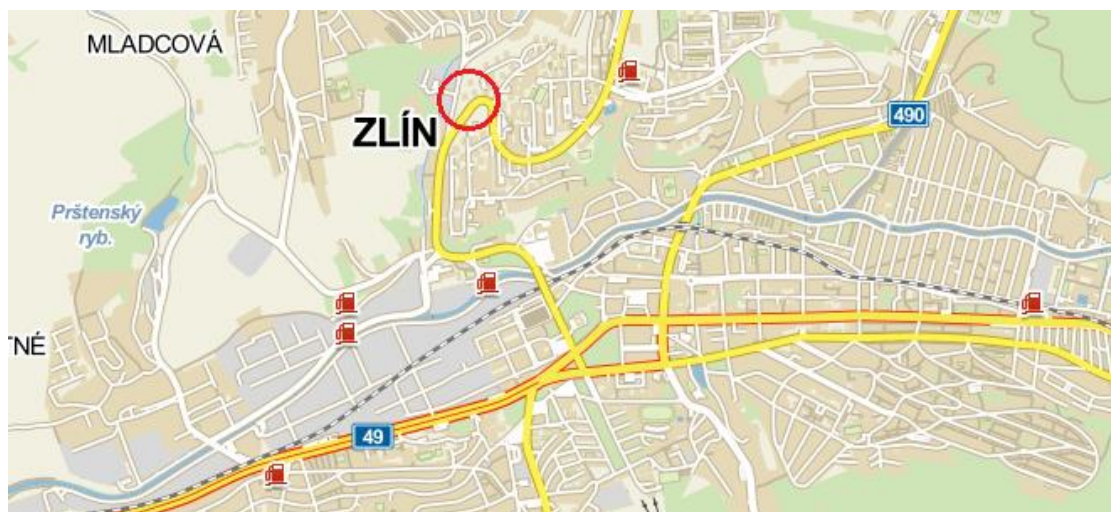 MLADCOVÁ
490
ZLÍN
Prštenský
ryb.
TNÉ
49